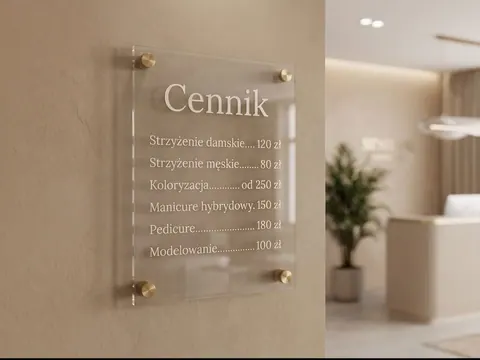 Cennik
Strzyżenie damskie.... 120 zł
Strzyżenie męskie....... 80 zł
Koloryzacja............ od 250 zł
Manicure hybrydowy. 150 zł
Pedicure...................... 180 zł
Modelowanie.............. 100 zł